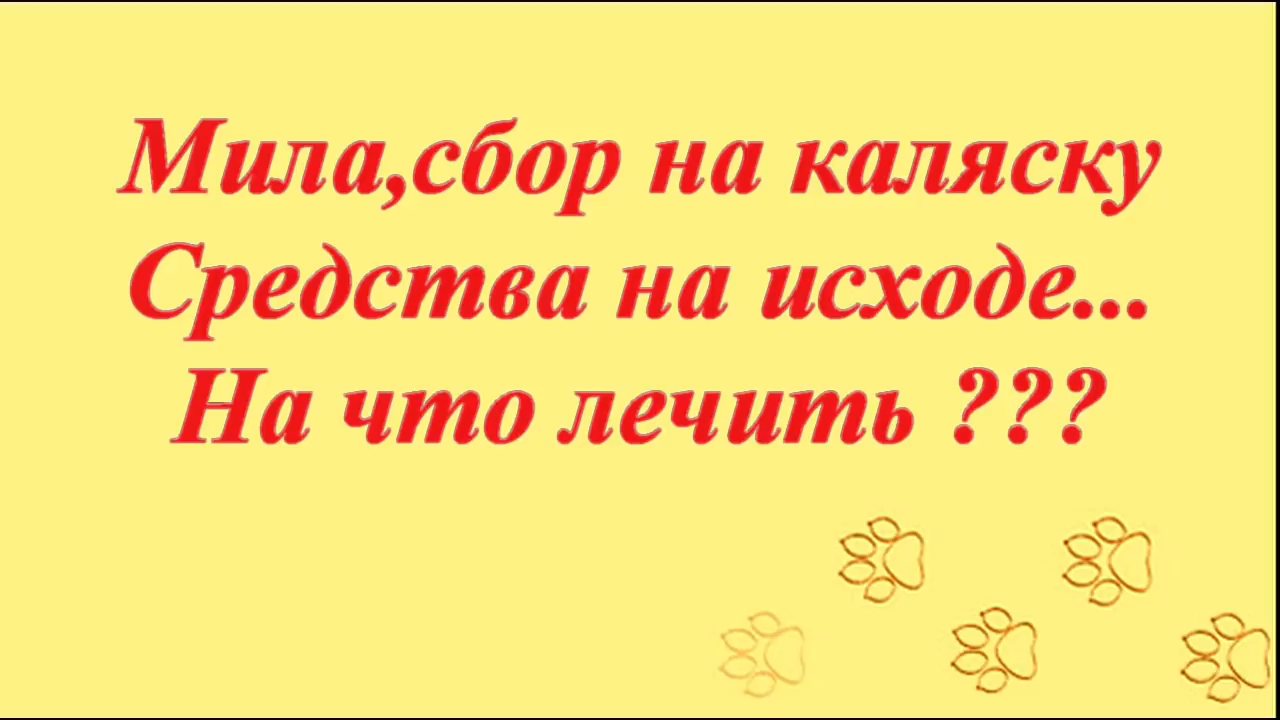 Мила,сбор на каляску
Средства на исходе...
На что лечить ???